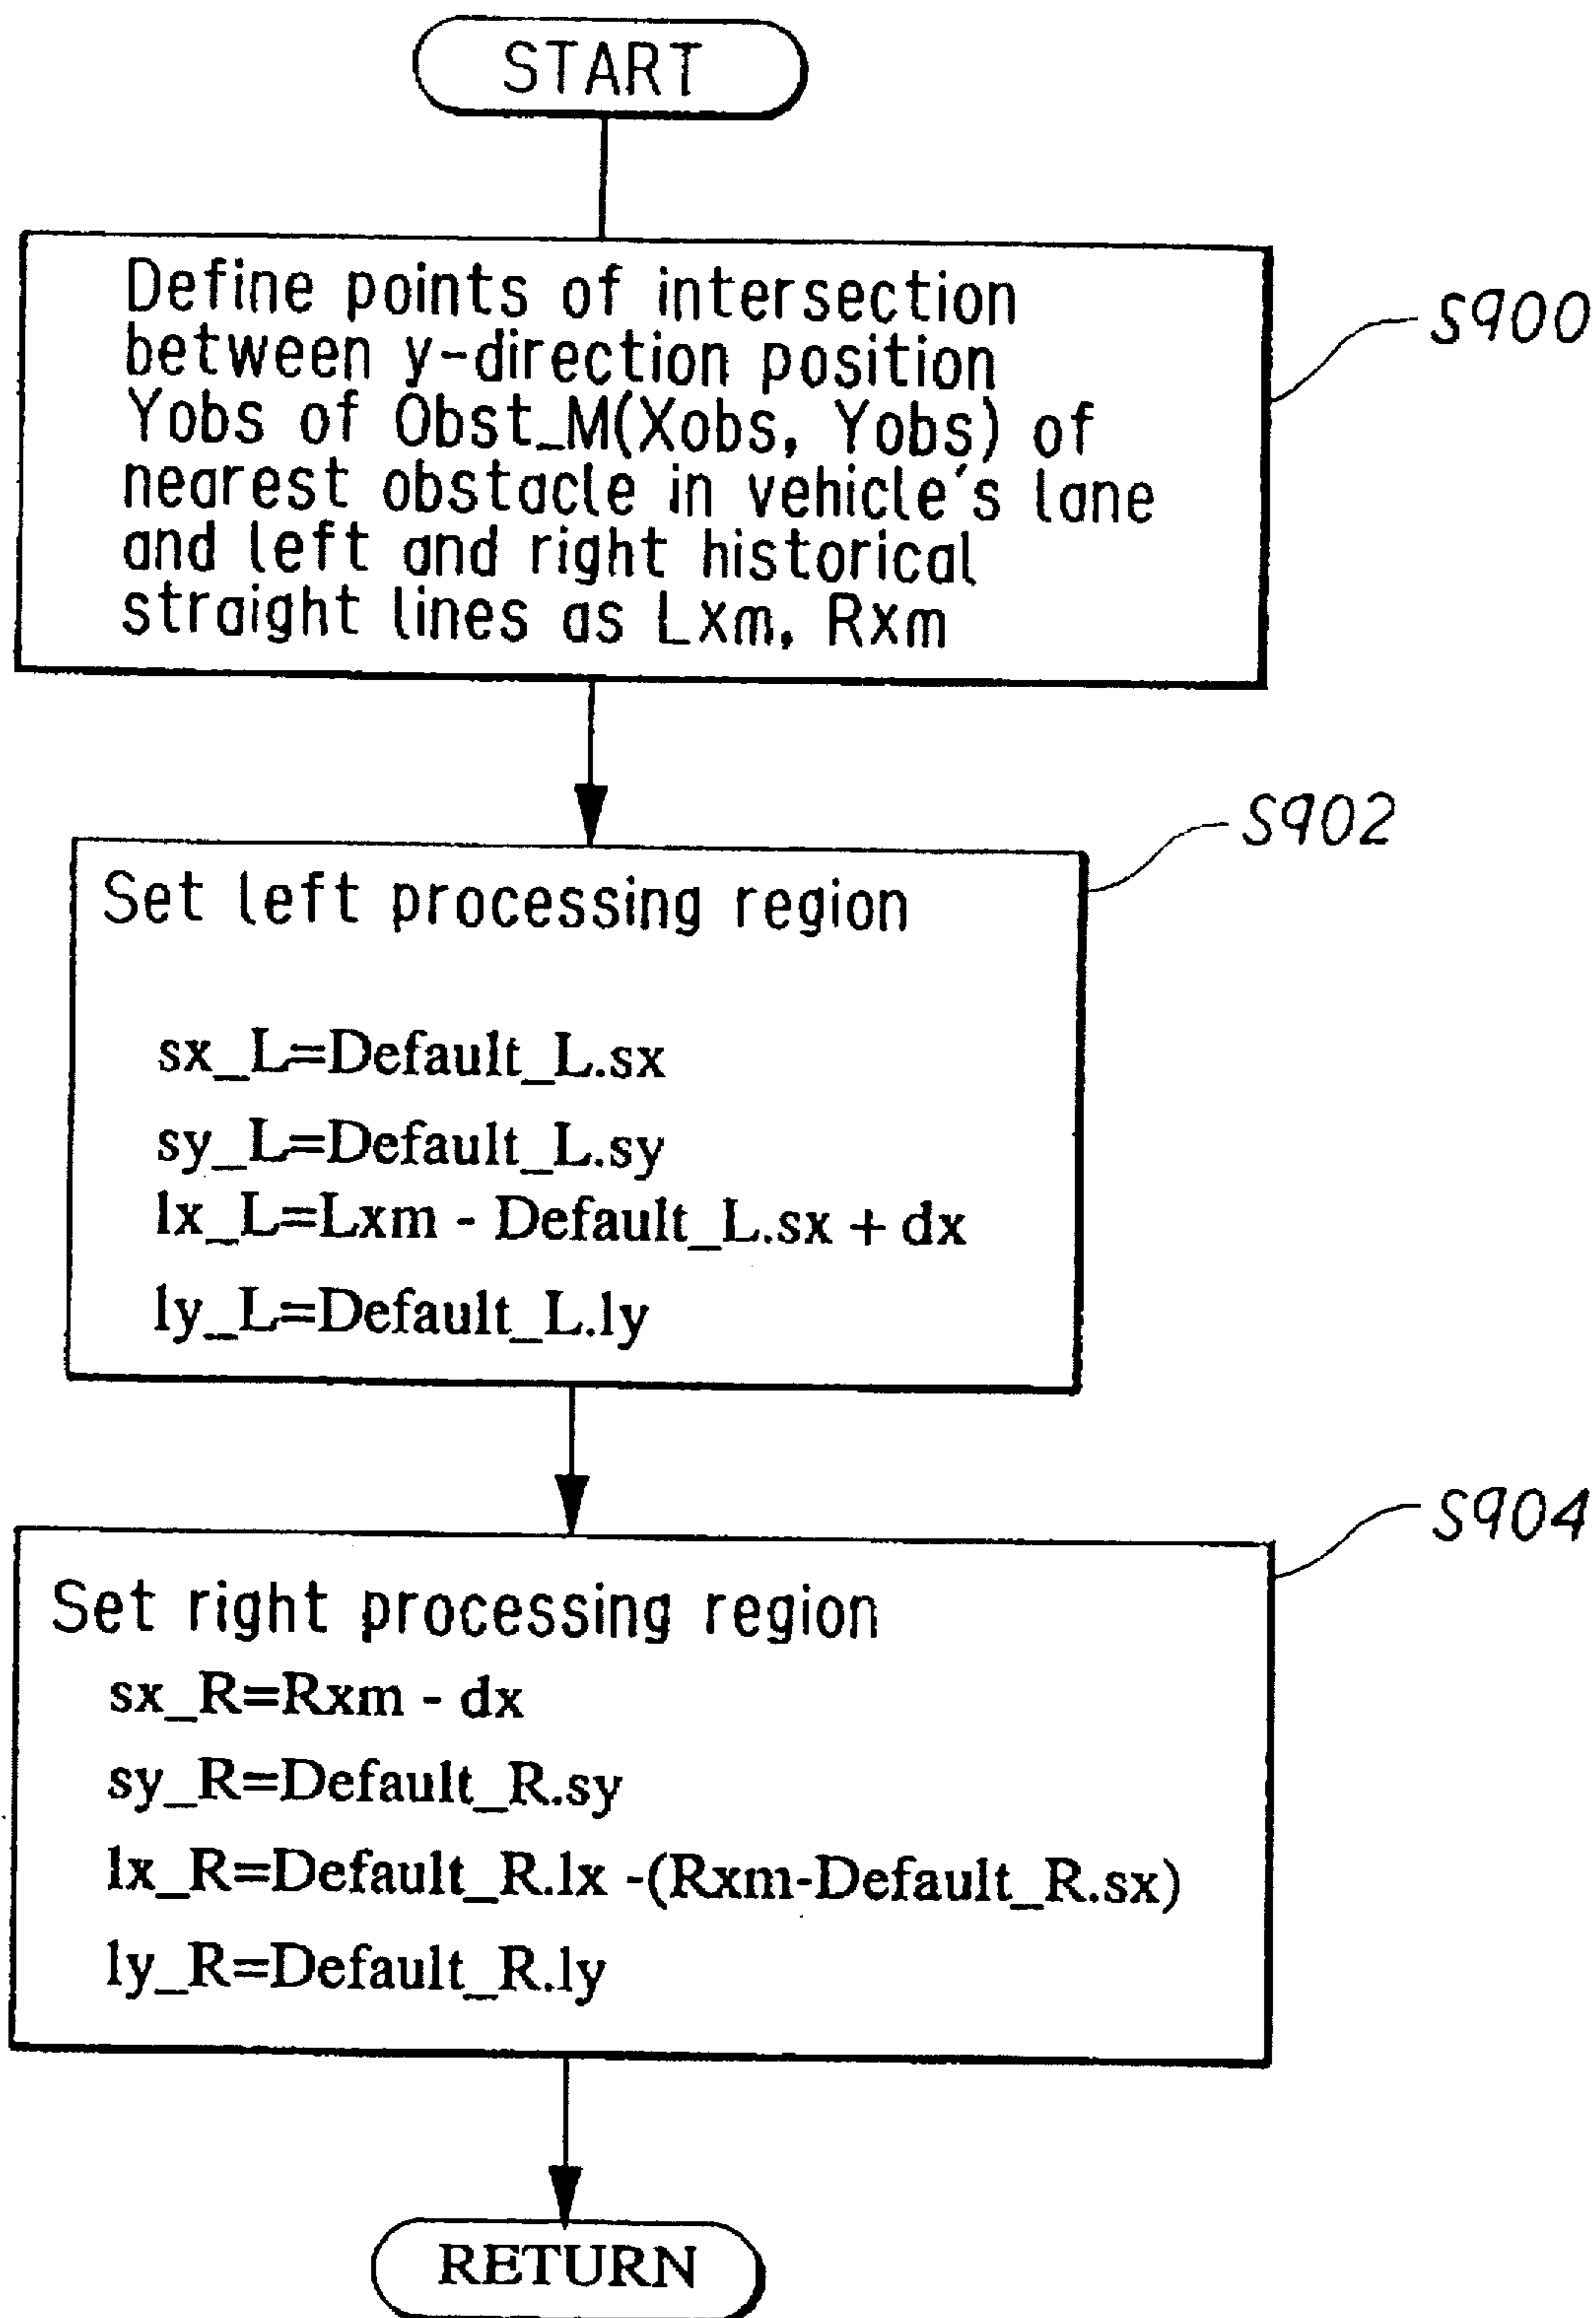 START
Define points of intersection
between y-direction position
Yobs of Obst_M(Xobs, Yobs) of
nearest obstacle in vehicle's lane
and left and right historical
straight lines as Lxm, Rxm
S900
Set left processing region
S902
sx_L=Default_L.sx
sy_L=Default_L.sy
lx_L=Lxm - Default_L.sx + dx
ly_L=Default_L.ly
Set right processing region
S904
sx_R=Rxm - dx
sy_R=Default_R.sy
lx_R=Default_R.lx -(Rxm-Default_R.sx)
ly_R=Default_R.ly
RETURN